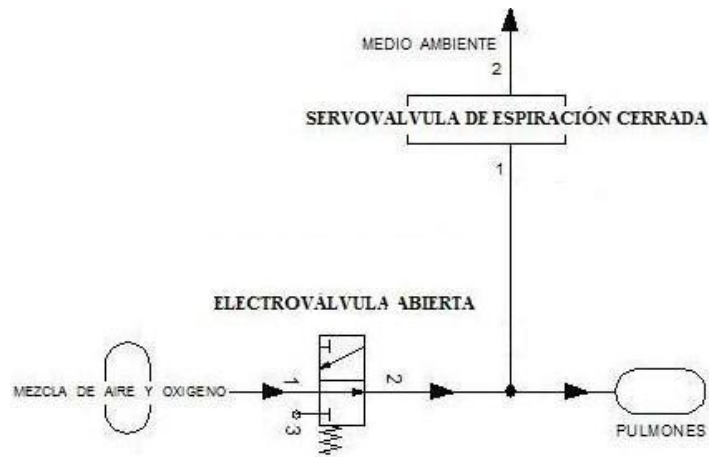 MEDIO AMBIENTE
2
SERVOVALVULA DE ESPIRACIÓN CERRADA
1
ELECTROVÁLVULA ABIERTA
MEZCLA DE AIRE Y OXIGENO
1
2
3
PULMONES